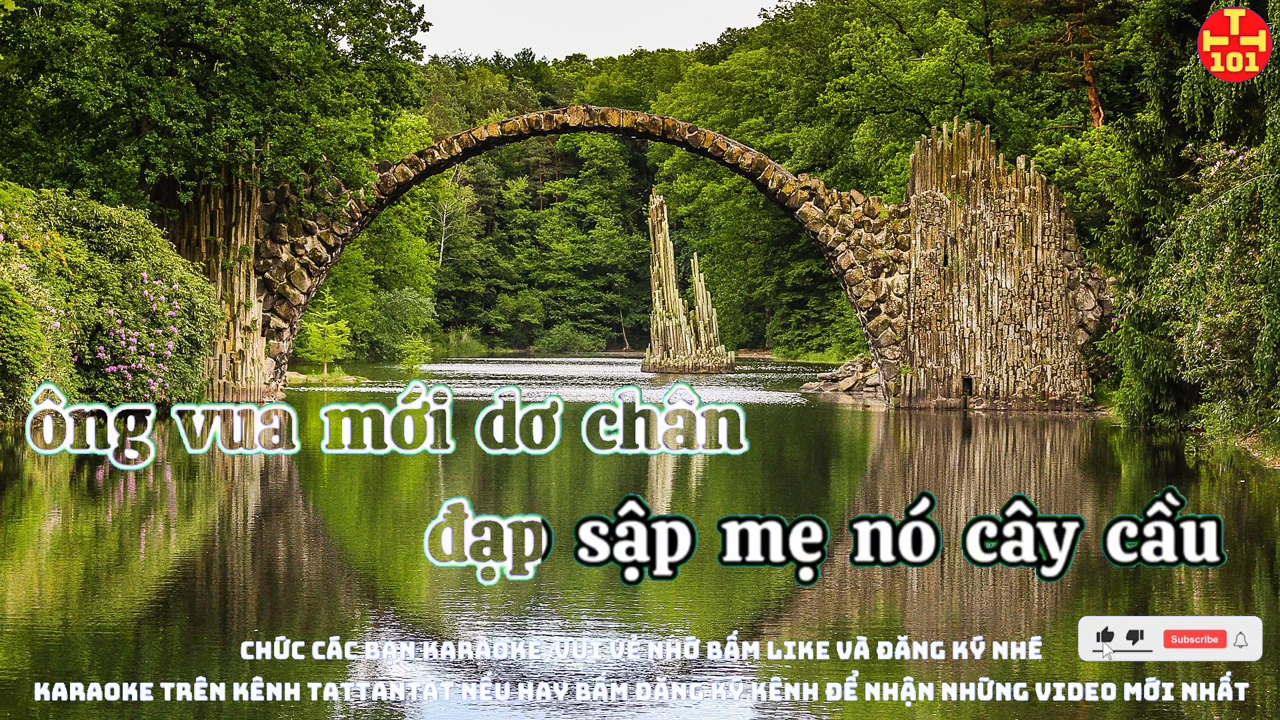 T
TH
101
ông vua mới dơ chân
đạp sập mẹ nó cây cầu
Subscribe
CHÚC CÁC BẠN KARAOKE VUI VẺ NHỚ BẤM LIKE VÀ ĐĂNG KÝ NHÉ
KARAOKE TRÊN KÊNH TATTANTAT NẾU HAY BẤM ĐĂNG KÝ KÊNH ĐỂ NHẬN NHỮNG VIDEO MỚI NHẤT